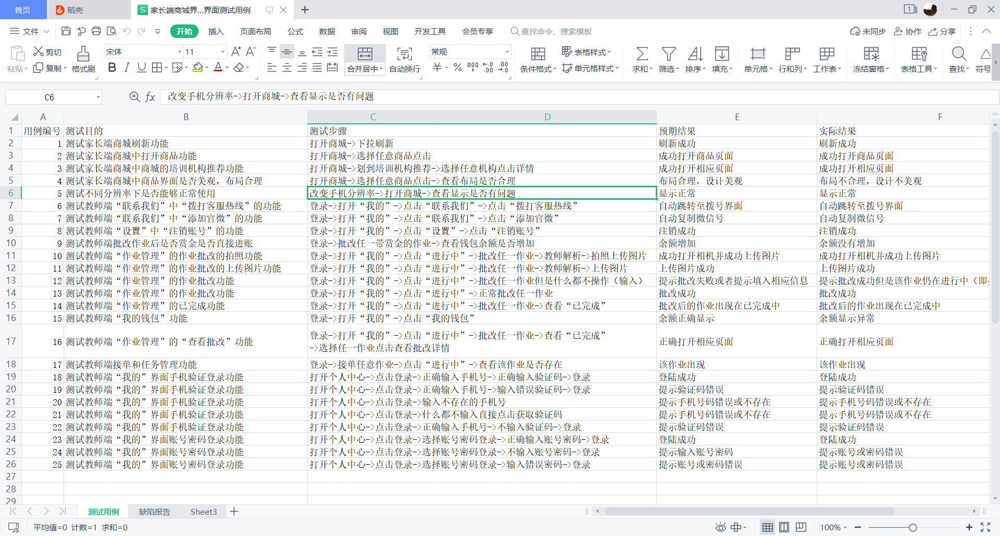 首页 稻壳 家长端商城界...界面测试用例
文件 开始 插入 页面布局 公式 数据 审阅 视图 开发工具 会员专享 查找命令、搜索模板 未同步 协作 分享
剪切 宋体 11 常规 表格样式
粘贴 复制 格式刷 合并居中 自动换行 条件格式 单元格样式 求和 筛选 排序 填充 单元格 行和列 工作表 冻结窗格 表格工具 查找 符号
C6 fx 改变手机分辨率->打开商城->查看显示是否有问题
A B C D E F
1 用例编号 测试目的 测试步骤 预期结果 实际结果
2 1 测试家长端商城刷新功能 打开商城->下拉刷新 刷新成功 刷新成功
3 2 测试家长端商城中打开商品功能 打开商城->选择任意商品点击 成功打开商品页面 成功打开商品页面
4 3 测试家长端商城中商城的培训机构推荐功能 打开商城->划到培训机构推荐->选择任意机构点击详情 成功打开相应页面 成功打开相应页面
5 4 测试家长端商城中商品界面是否美观，布局合理 打开商城->选择任意商品点击->查看布局是否合理 布局合理，设计美观 布局不合理，设计不美观
6 5 测试不同分辨率下是否能够正常使用 改变手机分辨率->打开商城->查看显示是否有问题 显示正常 显示正常
7 6 测试教师端“联系我们”中“拨打客服热线”的功能 登录->打开“我的”->点击“联系我们”->点击“拨打客服热线” 自动跳转至拨号界面 自动跳转至拨号界面
8 7 测试教师端“联系我们”中“添加官微”的功能 登录->打开“我的”->点击“联系我们”->点击“添加官微” 自动复制微信号 自动复制微信号
9 8 测试教师端“设置”中“注销账号”的功能 登录->打开“我的”->点击“设置”->点击“注销账号” 注销成功 注销成功
10 9 测试教师端批改作业后是否赏金是否直接进账 登录->批改任一带赏金的作业->查看钱包余额是否增加 余额增加 余额没有增加
11 10 测试教师端“作业管理”的作业批改的拍照功能 登录->打开“我的”->点击“进行中”->批改任一作业->教师解析->拍照上传图片 成功打开相机并成功上传图片 成功打开相机并成功上传图片
12 11 测试教师端“作业管理”的作业批改的上传图片功能 登录->打开“我的”->点击“进行中”->批改任一作业->教师解析->上传图片 上传图片成功 上传图片成功
13 12 测试教师端“作业管理”的作业批改功能 登录->打开“我的”->点击“进行中”->批改任一作业但是什么都不操作（输入） 提示批改失败或者提示填入相应信息 提示批改成功但是该作业仍在进行中（即
14 13 测试教师端“作业管理”的作业批改功能 登录->打开“我的”->点击“进行中”->正常批改任一作业 批改成功 批改成功
15 14 测试教师端“作业管理”的已完成功能 登录->打开“我的”->点击“进行中”->批改任一作业->查看“已完成” 批改后的作业出现在已完成中 批改后的作业出现在已完成中
16 15 测试教师端“我的钱包”功能 登录->打开“我的”->点击“我的钱包” 余额正确显示 余额显示异常
17 16 测试教师端“作业管理”的“查看批改”功能 登录->打开“我的”->点击“进行中”->批改任一作业->查看“已完成”
->选择任一作业点击查看批改详情 正确打开相应页面 正确打开相应页面
18 17 测试教师端接单和任务管理功能 登录->接单任意作业->点击“进行中”->查看该作业是否存在 该作业出现 该作业出现
19 18 测试教师端“我的”界面手机验证登录功能 打开个人中心->点击登录->正确输入手机号->正确输入验证码->登录 登陆成功 登陆成功
20 19 测试教师端“我的”界面手机验证登录功能 打开个人中心->点击登录->正确输入手机号->输入错误验证码->登录 提示验证码错误 提示验证码错误
21 20 测试教师端“我的”界面手机验证登录功能 打开个人中心->点击登录->输入不存在的手机号 提示手机号码错误或不存在 提示手机号码错误或不存在
22 21 测试教师端“我的”界面手机验证登录功能 打开个人中心->点击登录->什么都不输入直接点击获取验证码 提示手机号码错误或不存在 提示手机号码错误或不存在
23 22 测试教师端“我的”界面手机验证登录功能 打开个人中心->点击登录->正确输入手机号->不输入验证码->登录 提示验证码错误 提示验证码错误
24 23 测试教师端“我的”界面账号密码登录功能 打开个人中心->点击登录->选择账号密码登录->正确输入账号密码->登录 登陆成功 登陆成功
25 24 测试教师端“我的”界面账号密码登录功能 打开个人中心->点击登录->选择账号密码登录->不输入账号密码->登录 提示输入账号密码 提示账号或密码错误
26 25 测试教师端“我的”界面账号密码登录功能 打开个人中心->点击登录->选择账号密码登录->输入错误密码->登录 提示账号或密码错误 提示账号或密码错误
27
28
29
测试用例 缺陷报告 Sheet3
平均值=0 计数=1 求和=0 100%